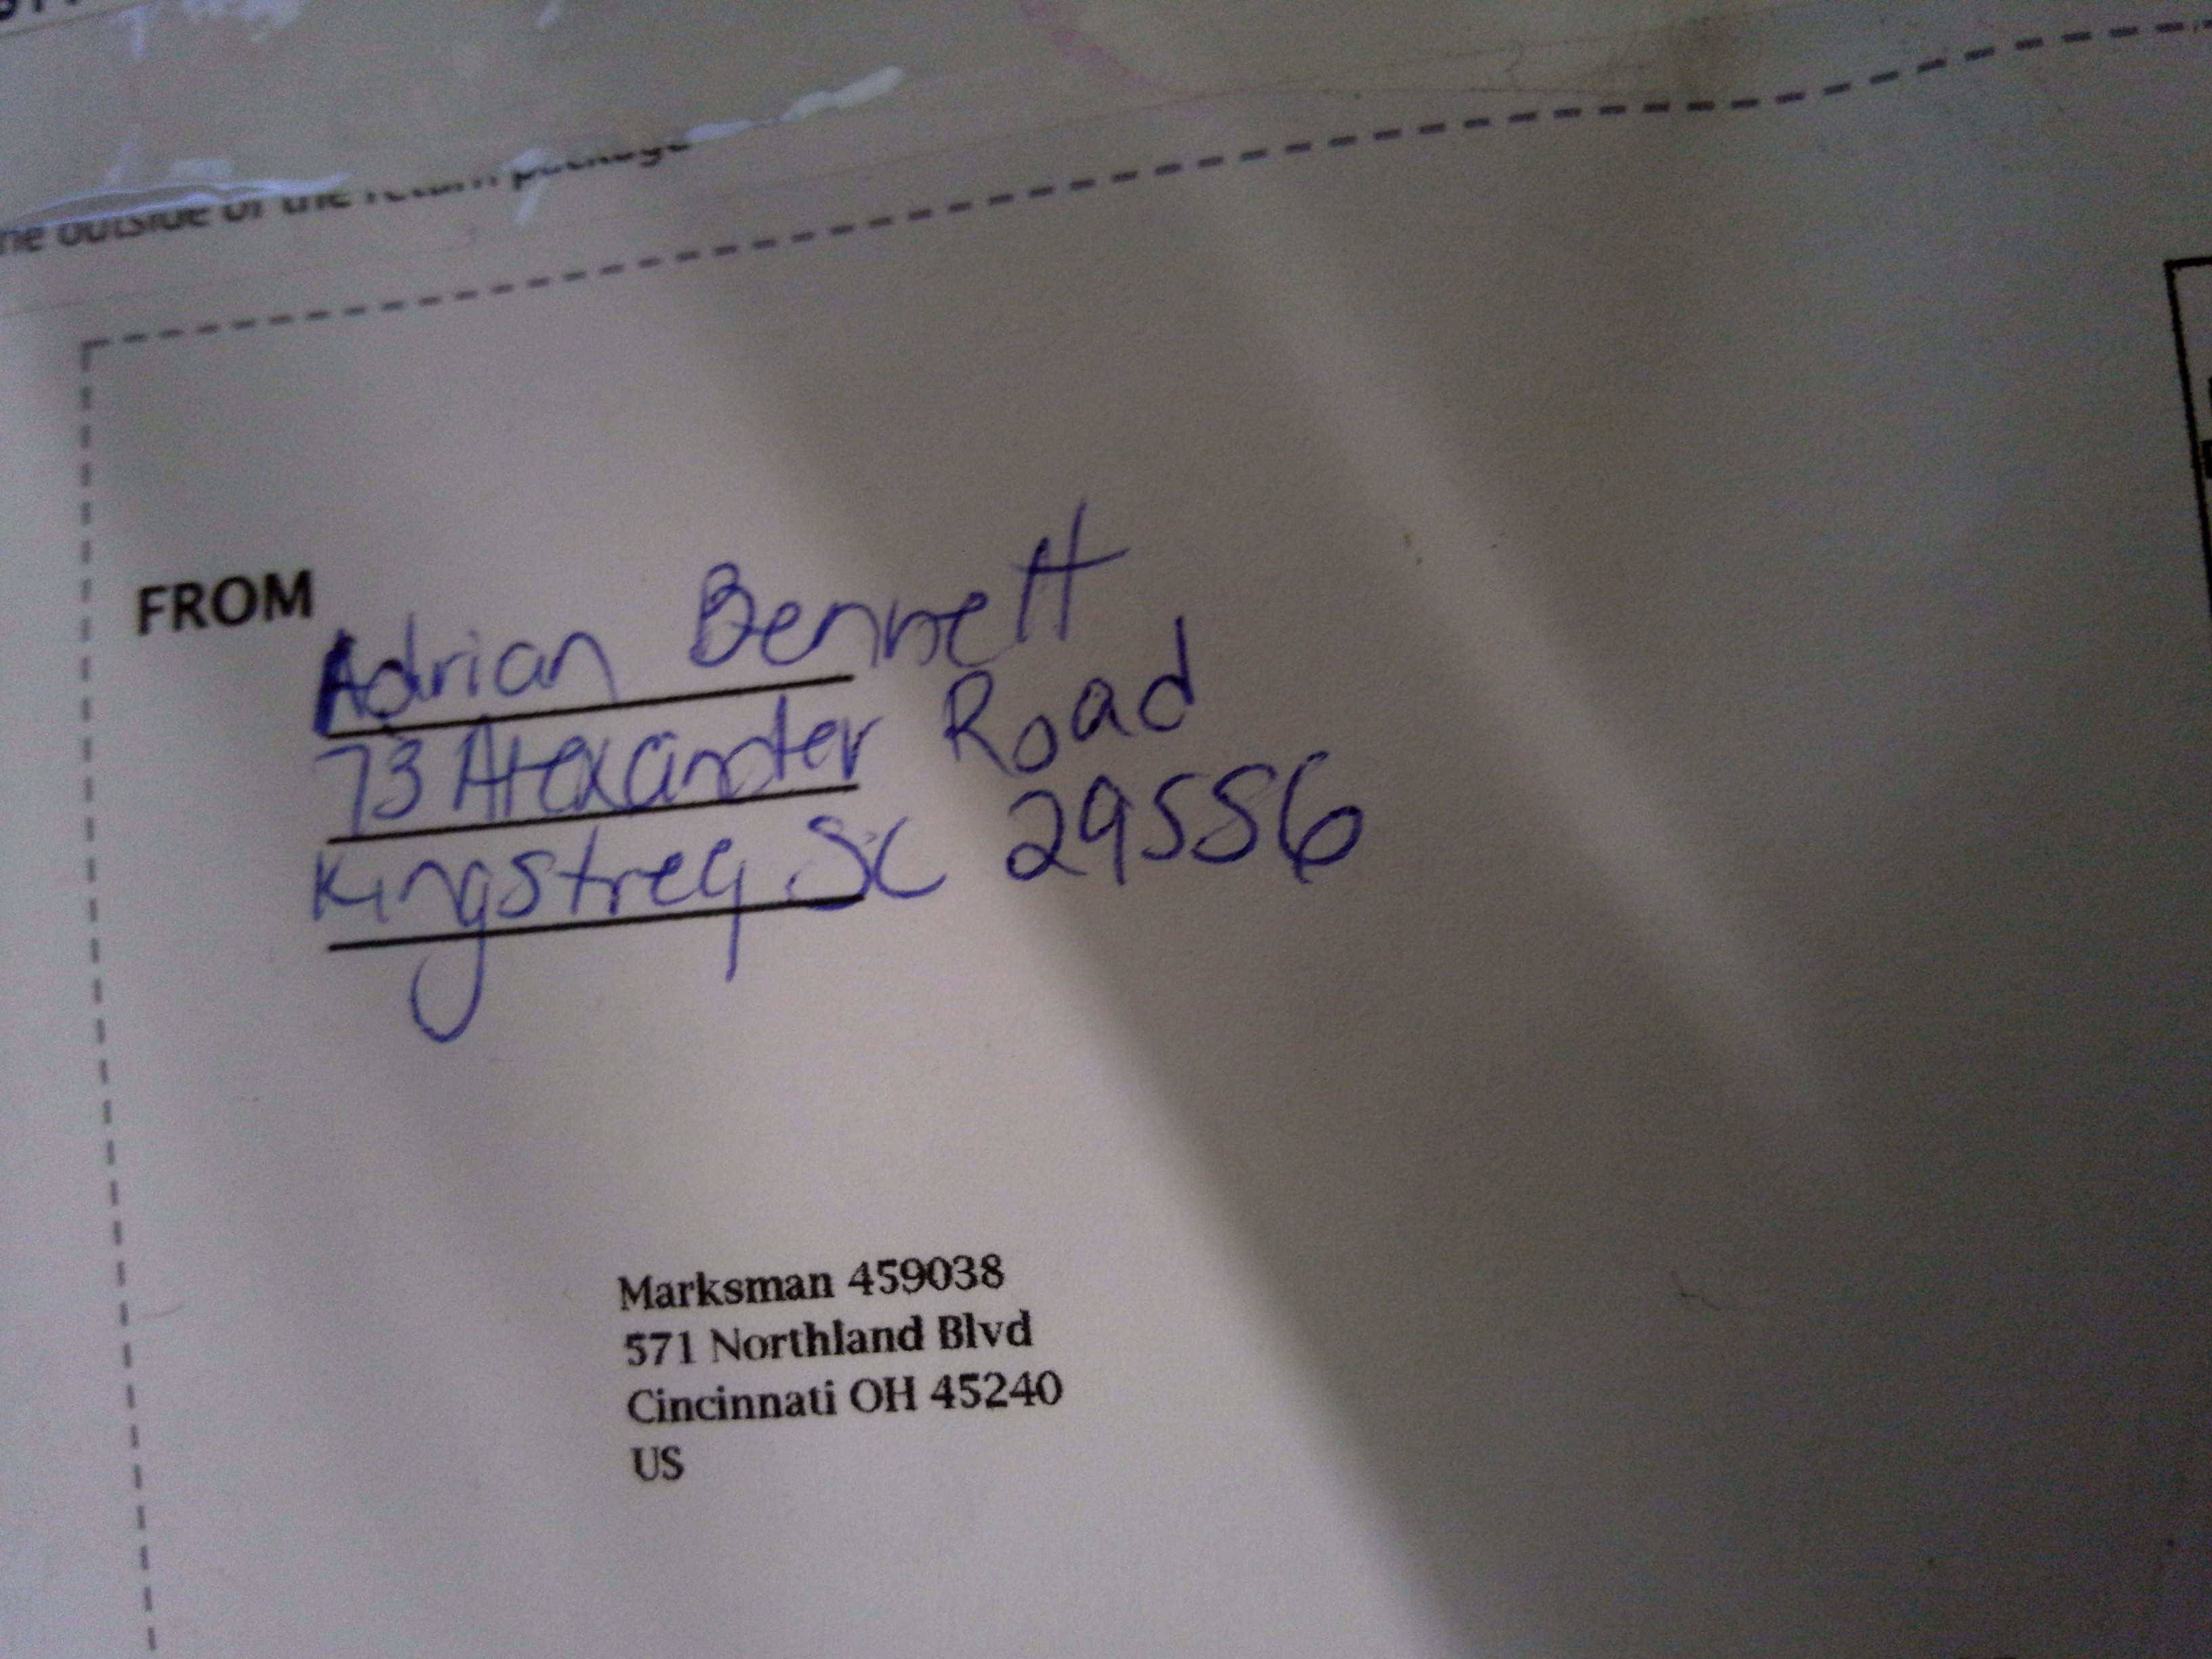 outside of the return package
FROM
Adrian Bennett
73 Alexander Road
Kingstree, SC 29556
Marksman 459038
571 Northland Blvd
Cincinnati OH 45240
US